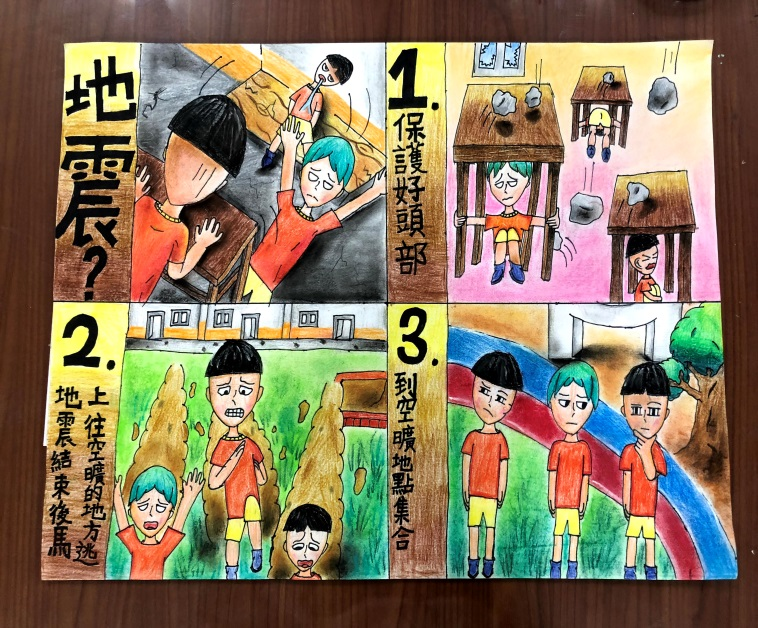 地震?
1.
保護好頭部
2.
地震結束後馬
上往空曠的地方逃
3.
到空曠地點集合